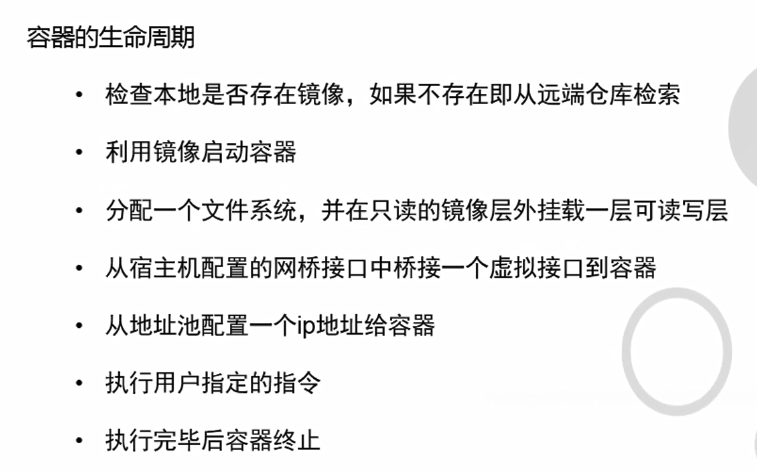 容器的生命周期
• 检查本地是否存在镜像，如果不存在即从远端仓库检索
• 利用镜像启动容器
• 分配一个文件系统，并在只读的镜像层外挂载一层可读写层
• 从宿主机配置的网桥接口中桥接一个虚拟接口到容器
• 从地址池配置一个ip地址给容器
• 执行用户指定的指令
• 执行完毕后容器终止